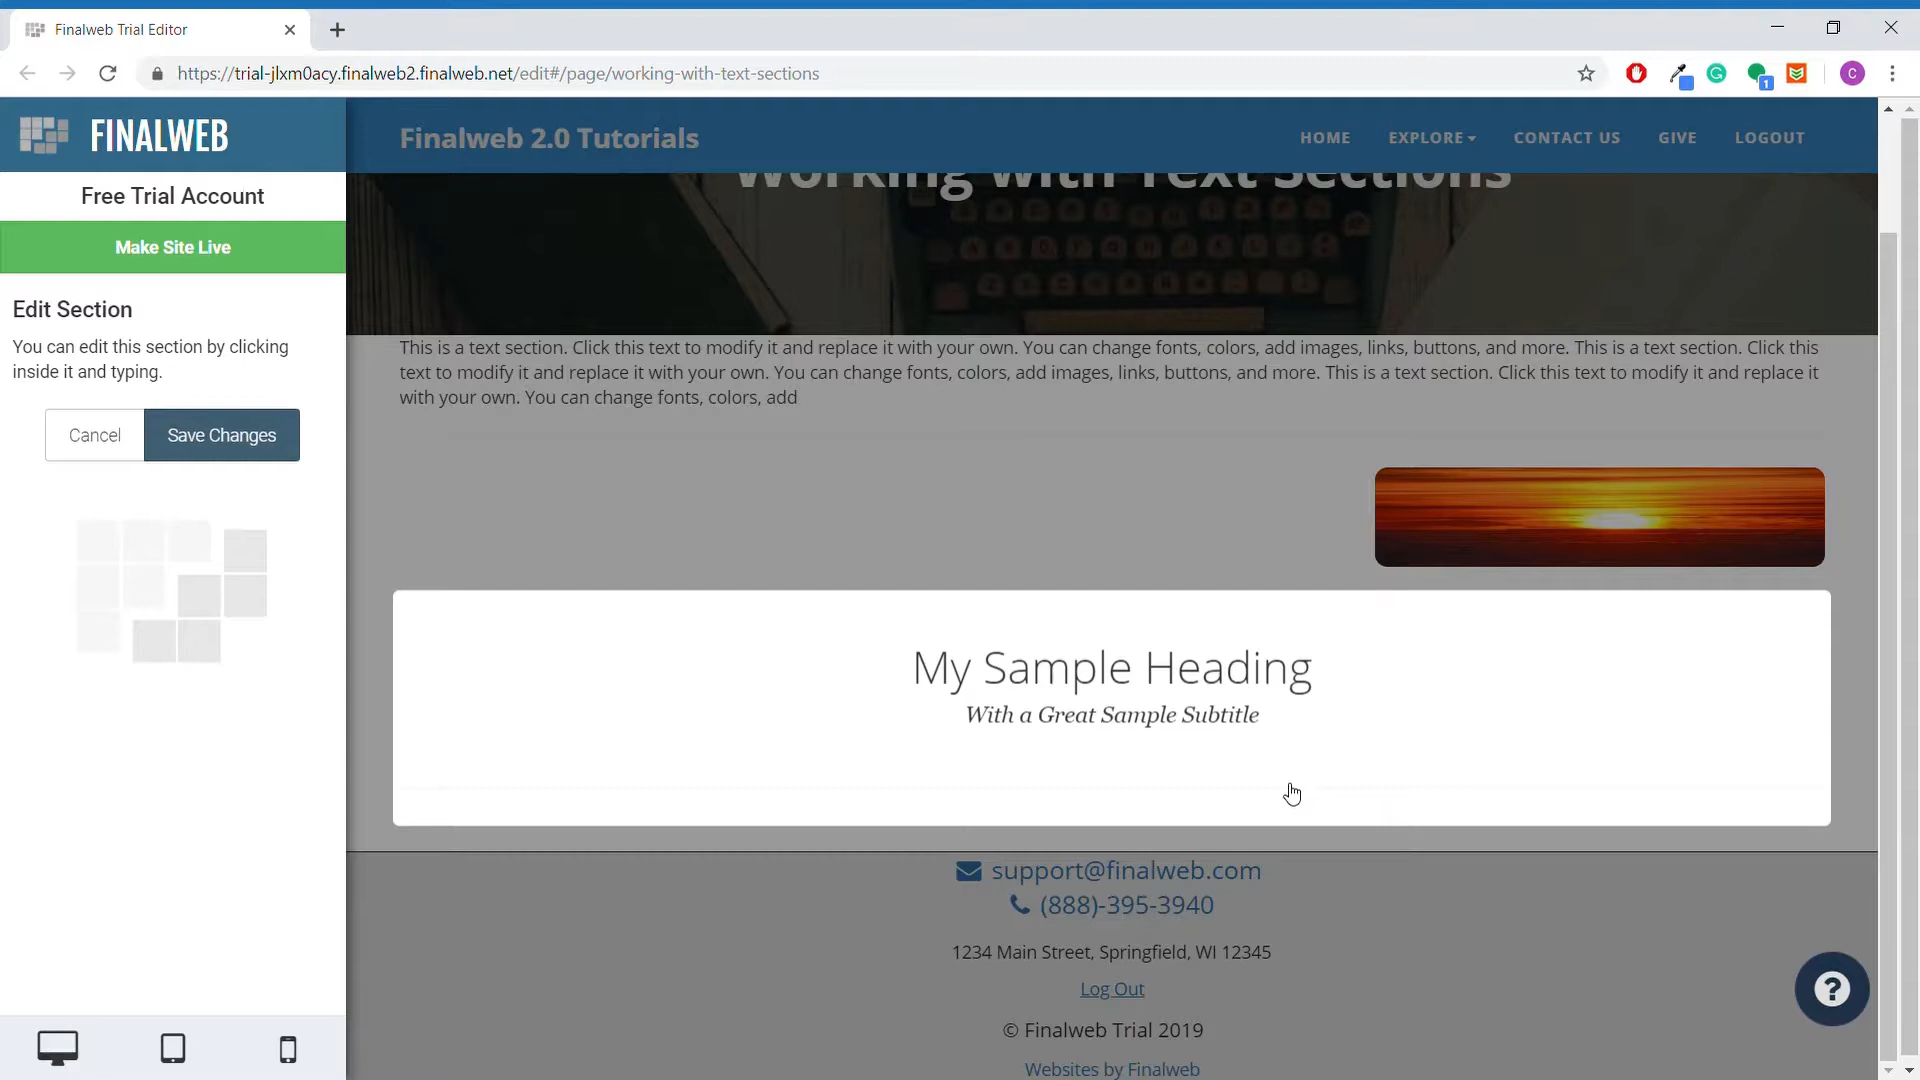 Finalweb Trial Editor
https://trial-jlxm0acy.finalweb2.finalweb.net/edit#/page/working-with-text-sections
1
C
FINALWEB
Free Trial Account
Make Site Live
Edit Section
You can edit this section by clicking
inside it and typing.
Cancel
Save Changes
Finalweb 2.0 Tutorials
HOME
EXPLORE
CONTACT US
GIVE
LOGOUT
Working with Text Sections
This is a text section. Click this text to modify it and replace it with your own. You can change fonts, colors, add images, links, buttons, and more. This is a text section. Click this
text to modify it and replace it with your own. You can change fonts, colors, add images, links, buttons, and more. This is a text section. Click this text to modify it and replace it
with your own. You can change fonts, colors, add
My Sample Heading
With a Great Sample Subtitle
support@finalweb.com
(888)-395-3940
1234 Main Street, Springfield, WI 12345
Log Out
© Finalweb Trial 2019
Websites by Finalweb
?